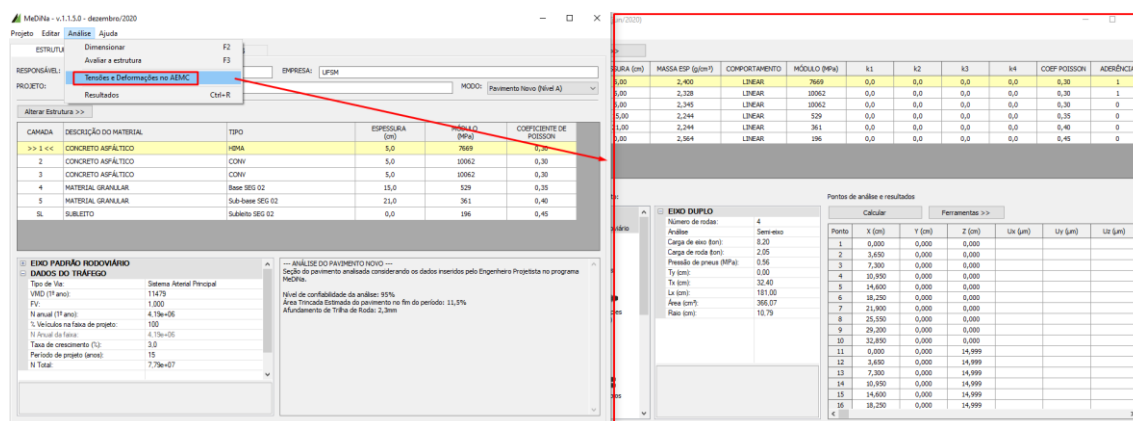 MeDiNa - v.1.1.5.0 - dezembro/2020
Projeto Editar Análise Ajuda
ESTRUTU
Dimensionar F2
Avaliar a estrutura F3
Tensões e Deformações no AEMC
Resultados Ctrl+R
RESPONSÁVEL:
EMPRESA: UFSM
PROJETO:
MODO: Pavimento Novo (Nível A)
Alterar Estrutura >>
CAMADA DESCRIÇÃO DO MATERIAL TIPO ESPESSURA (cm) MÓDULO (MPa) COEFICIENTE DE POISSON
>> 1 << CONCRETO ASFÁLTICO HIMA 5,0 7669 0,30
2 CONCRETO ASFÁLTICO CONV 5,0 10062 0,30
3 CONCRETO ASFÁLTICO CONV 5,0 10062 0,30
4 MATERIAL GRANULAR Base SEG 02 15,0 529 0,35
5 MATERIAL GRANULAR Sub-base SEG 02 21,0 361 0,40
SL SUBLEITO Subleito SEG 02 0,0 196 0,45
EIXO PADRÃO RODOVIÁRIO
DADOS DO TRÁFEGO
Tipo de Via: Sistema Arterial Principal
VMD (1º ano): 11479
FV: 1,000
N anual (1º ano): 4,19e+06
% Veículos na faixa de projeto: 100
N Anual da faixa: 4,19e+06
Taxa de crescimento (%): 3,0
Período de projeto (anos): 15
N Total: 7,79e+07
--- ANÁLISE DO PAVIMENTO NOVO ---
Seção do pavimento analisada considerando os dados inseridos pelo Engenheiro Projetista no programa
MeDiNa.
Nível de confiabilidade da análise: 95%
Área Trincada Estimada do pavimento no fim do período: 11,5%
Afundamento de Trilha de Roda: 2,3mm
/2020)
>>
SURA (cm) MASSA ESP (g/cm³) COMPORTAMENTO MÓDULO (MPa) k1 k2 k3 k4 COEF POISSON ADERÊNCIA
5,00 2,400 LINEAR 7669 0,0 0,0 0,0 0,0 0,30 1
5,00 2,328 LINEAR 10062 0,0 0,0 0,0 0,0 0,30 1
5,00 2,345 LINEAR 10062 0,0 0,0 0,0 0,0 0,30 0
5,00 2,244 LINEAR 529 0,0 0,0 0,0 0,0 0,35 0
1,00 2,244 LINEAR 361 0,0 0,0 0,0 0,0 0,40 0
0,00 2,564 LINEAR 196 0,0 0,0 0,0 0,0 0,45 0
EIXO DUPLO
Número de rodas: 4
Análise Semi-eixo
Carga de eixo (ton): 8,20
Carga de roda (ton): 2,05
Pressão de pneus (MPa): 0,56
Ty (cm): 0,00
Tx (cm): 32,40
Lx (cm): 181,00
Área (cm²): 366,07
Raio (cm): 10,79
Pontos de análise e resultados
Calcular Ferramentas >>
Ponto X (cm) Y (cm) Z (cm) Ux (µm) Uy (µm) Uz (µm)
1 0,000 0,000 0,000
2 3,650 0,000 0,000
3 7,300 0,000 0,000
4 10,950 0,000 0,000
5 14,600 0,000 0,000
6 18,250 0,000 0,000
7 21,900 0,000 0,000
8 25,550 0,000 0,000
9 29,200 0,000 0,000
10 32,850 0,000 0,000
11 0,000 0,000 14,999
12 3,650 0,000 14,999
13 7,300 0,000 14,999
14 10,950 0,000 14,999
15 14,600 0,000 14,999
16 18,250 0,000 14,999